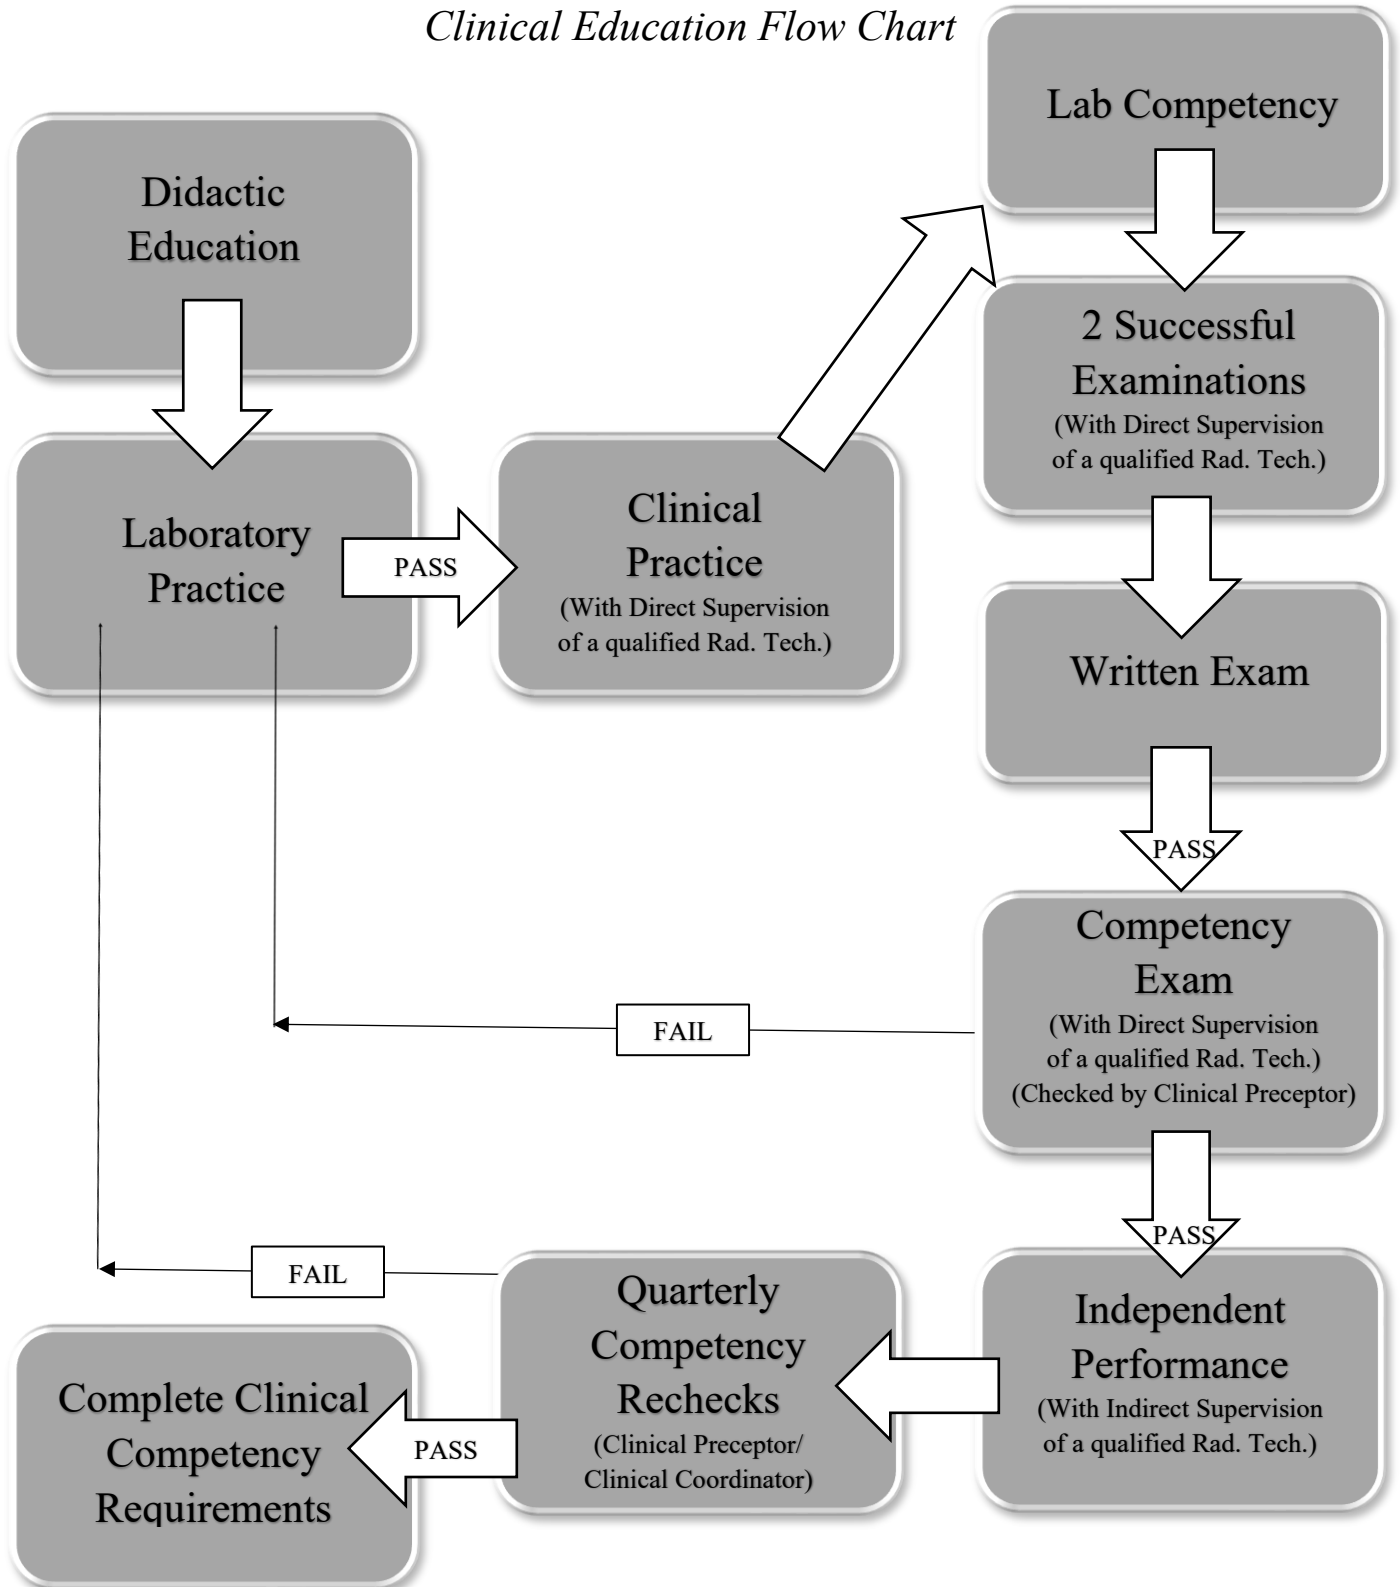 Clinical Education Flow Chart
Didactic
Education
Laboratory
Practice
PASS
Clinical
Practice
(With Direct Supervision
of a qualified Rad. Tech.)
Lab Competency
2 Successful
Examinations
(With Direct Supervision
of a qualified Rad. Tech.)
Written Exam
PASS
Competency
Exam
(With Direct Supervision
of a qualified Rad. Tech.)
(Checked by Clinical Preceptor)
FAIL
PASS
Independent
Performance
(With Indirect Supervision
of a qualified Rad. Tech.)
Quarterly
Competency
Rechecks
(Clinical Preceptor/
Clinical Coordinator)
FAIL
PASS
Complete Clinical
Competency
Requirements